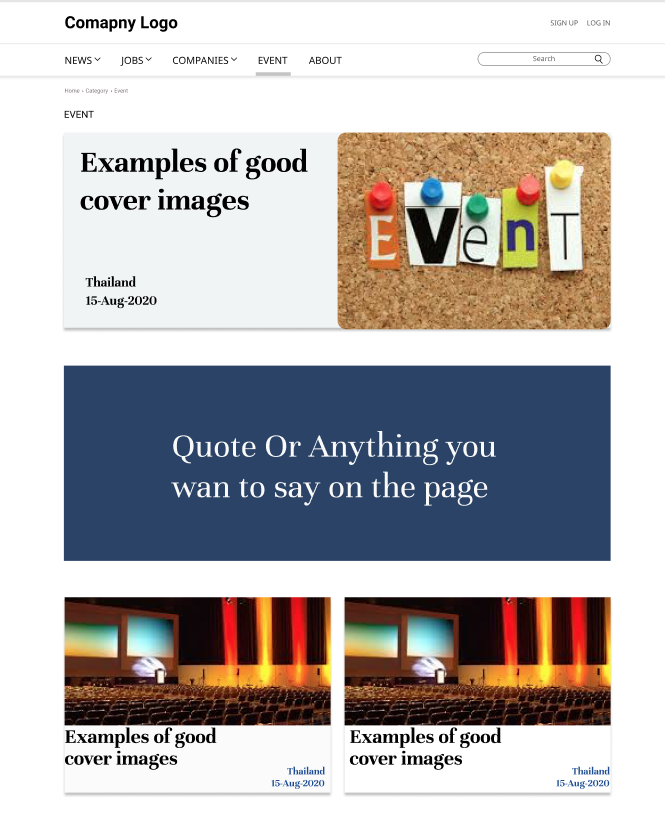 Comapny Logo
SIGN UP LOG IN
NEWS JOBS COMPANIES EVENT ABOUT
Search
Home › Category › Event
EVENT
Examples of good
cover images
Thailand
15-Aug-2020
EVenT
Quote Or Anything you
wan to say on the page
Examples of good
cover images
Thailand
15-Aug-2020
Examples of good
cover images
Thailand
15-Aug-2020